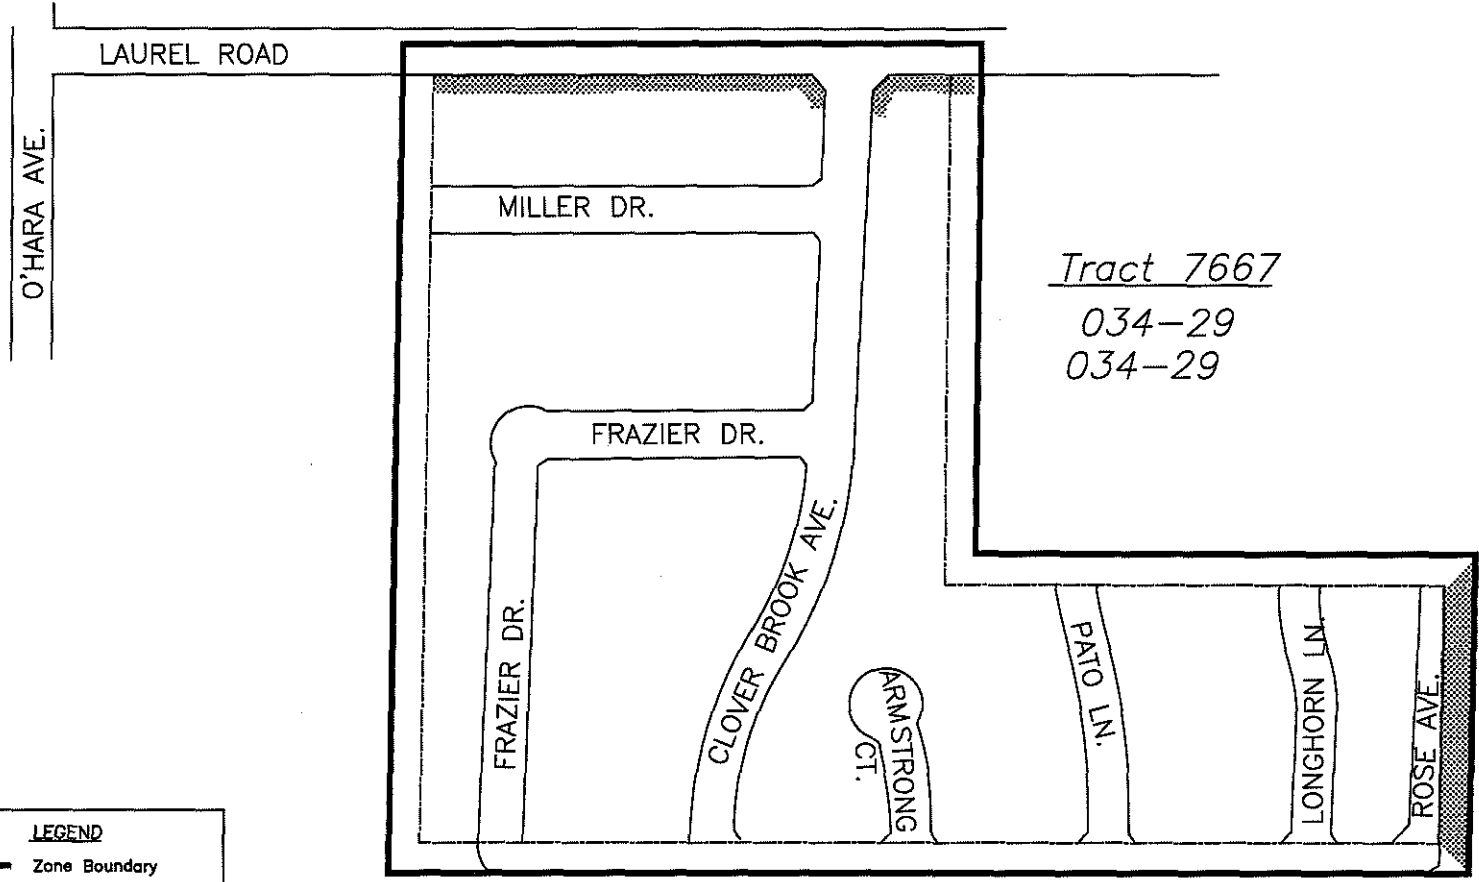 LAUREL ROAD
O'HARA AVE.
MILLER DR.
Tract 7667
034-29
034-29
FRAZIER DR.
FRAZIER DR.
CLOVER BROOK AVE.
ARMSTRONG
CT.
PATO LN.
LONGHORN LN.
ROSE AVE.
LEGEND
Zone Boundary